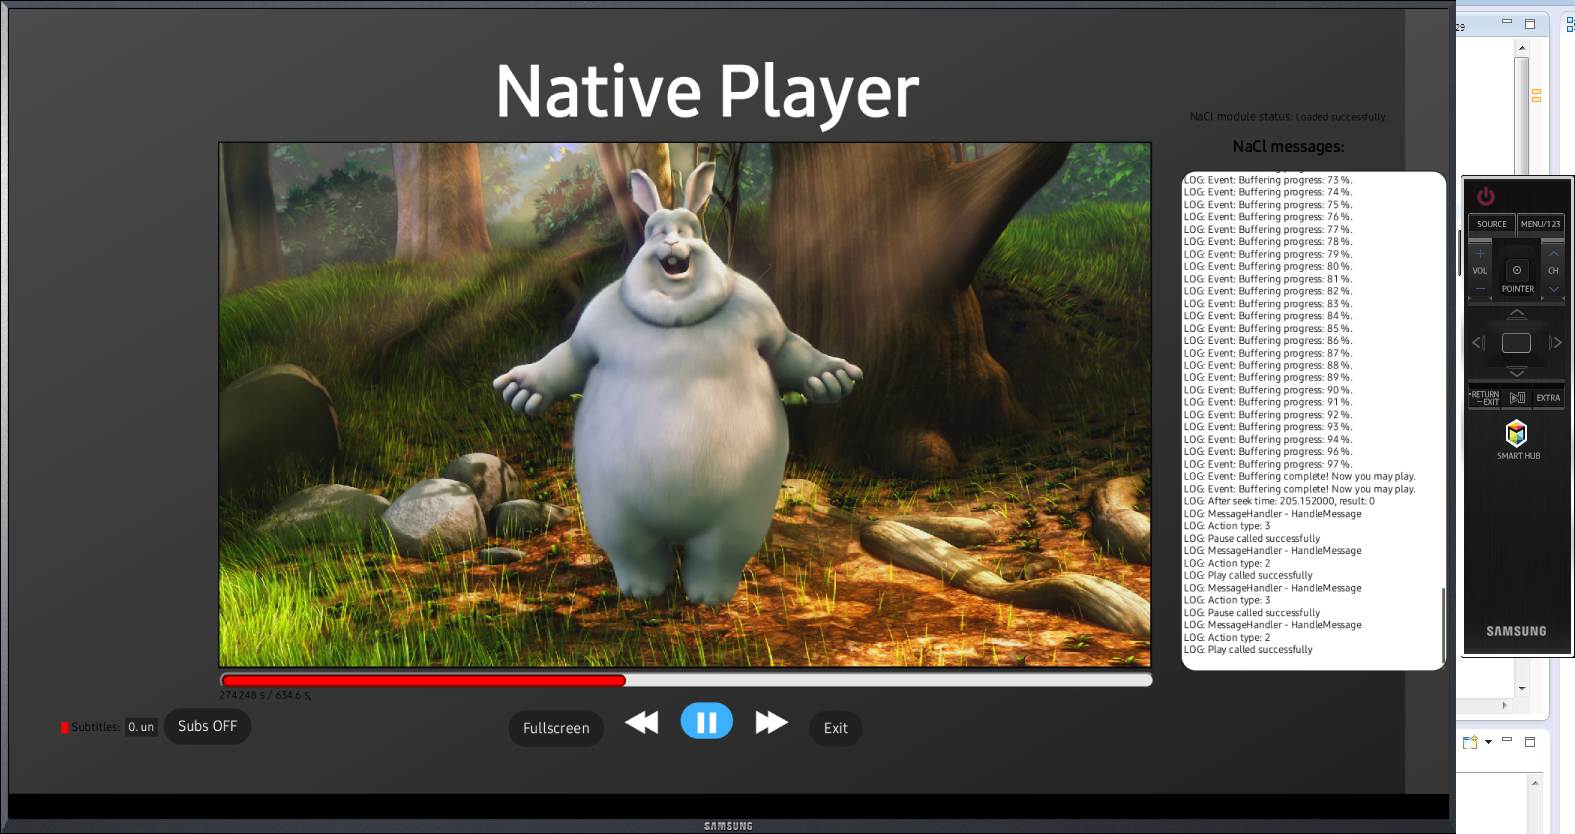 29
Native Player
NaCl module status: Loaded successfully.
NaCl messages:
LOG: Event: Buffering progress: 73 %.
LOG: Event: Buffering progress: 74 %.
LOG: Event: Buffering progress: 75 %.
LOG: Event: Buffering progress: 76 %.
LOG: Event: Buffering progress: 77 %.
LOG: Event: Buffering progress: 78 %.
LOG: Event: Buffering progress: 79 %.
LOG: Event: Buffering progress: 80 %.
LOG: Event: Buffering progress: 81 %.
LOG: Event: Buffering progress: 82 %.
LOG: Event: Buffering progress: 83 %.
LOG: Event: Buffering progress: 84 %.
LOG: Event: Buffering progress: 85 %.
LOG: Event: Buffering progress: 86 %.
LOG: Event: Buffering progress: 87 %.
LOG: Event: Buffering progress: 88 %.
LOG: Event: Buffering progress: 89 %.
LOG: Event: Buffering progress: 90 %.
LOG: Event: Buffering progress: 91 %.
LOG: Event: Buffering progress: 92 %.
LOG: Event: Buffering progress: 93 %.
LOG: Event: Buffering progress: 94 %.
LOG: Event: Buffering progress: 96 %.
LOG: Event: Buffering progress: 97 %.
LOG: Event: Buffering complete! Now you may play.
LOG: Event: Buffering complete! Now you may play.
LOG: After seek time: 205.152000, result: 0
LOG: MessageHandler - HandleMessage
LOG: Action type: 3
LOG: Pause called successfully
LOG: MessageHandler - HandleMessage
LOG: Action type: 2
LOG: Play called successfully
LOG: MessageHandler - HandleMessage
LOG: Action type: 3
LOG: Pause called successfully
LOG: MessageHandler - HandleMessage
LOG: Action type: 2
LOG: Play called successfully
274.248 s / 634.6 s,
Subtitles: 0. un Subs OFF
Fullscreen
Exit
SAMSUNG
SOURCE MENU/123
+
VOL CH
−
POINTER
RETURN
EXIT EXTRA
SMART HUB
SAMSUNG